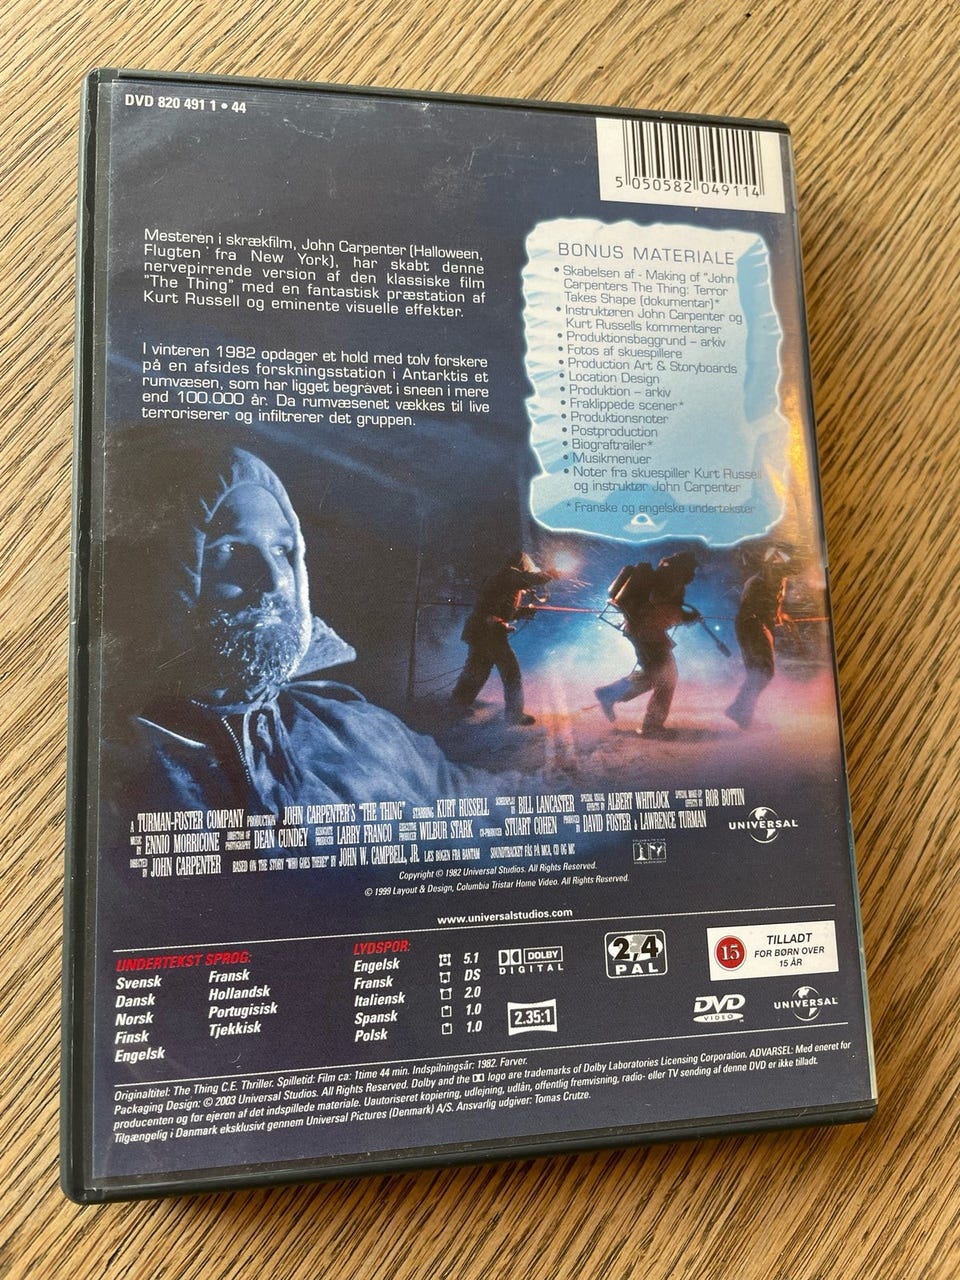 DVD 820 491 1 • 44
5 050582 049114
Mesteren i skrækfilm, John Carpenter (Halloween,
Flugten fra New York), har skabt denne
nervepirrende version af den klassiske film
"The Thing" med en fantastisk præstation af
Kurt Russell og eminente visuelle effekter.
I vinteren 1982 opdager et hold med tolv forskere
på en afsides forskningsstation i Antarktis et
rumvæsen, som har ligget begravet i sneen i mere
end 100.000 år. Da rumvæsenet vækkes til live
terroriserer og infiltrerer det gruppen.
BONUS MATERIALE
• Skabelsen af - Making of "John
Carpenters The Thing: Terror
Takes Shape (dokumentar)*
• Instruktøren John Carpenter og
Kurt Russells kommentarer
• Produktionsbaggrund – arkiv
• Fotos af skuespillere
• Production Art & Storyboards
• Location Design
• Produktion – arkiv
• Fraklippede scener*
• Produktionsnoter
• Postproduction
• Biograftrailer*
• Musikmenuer
• Noter fra skuespiller Kurt Russell
og instruktør John Carpenter
* Franske og engelske undertekster
A TURMAN-FOSTER COMPANY PRODUCTION JOHN CARPENTER'S "THE THING" STARRING KURT RUSSELL SCREENPLAY BY BILL LANCASTER SPECIAL VISUAL EFFECTS BY ALBERT WHITLOCK SPECIAL MAKE-UP EFFECTS BY ROB BOTTIN
MUSIC BY ENNIO MORRICONE DIRECTOR OF PHOTOGRAPHY DEAN CUNDEY ASSOCIATE PRODUCER LARRY FRANCO EXECUTIVE PRODUCER WILBUR STARK CO-PRODUCER STUART COHEN PRODUCED BY DAVID FOSTER & LAWRENCE TURMAN
DIRECTED BY JOHN CARPENTER BASED ON THE STORY "WHO GOES THERE?" BY JOHN W. CAMPBELL, JR. LÆS BOGEN FRA BANTAM SOUNDTRACKET FÅS PÅ MCA, CD OG MC
UNIVERSAL
Copyright © 1982 Universal Studios. All Rights Reserved.
© 1999 Layout & Design, Columbia Tristar Home Video. All Rights Reserved.
www.universalstudios.com
UNDERTEKST SPROG:
Svensk
Dansk
Norsk
Finsk
Engelsk
Fransk
Hollandsk
Portugisisk
Tjekkisk
LYDSPOR:
Engelsk 5.1
Fransk DS
Italiensk 2.0
Spansk 1.0
Polsk 1.0
DOLBY
DIGITAL
2.35:1
2,4
PAL
15
TILLADT
FOR BØRN OVER
15 ÅR
DVD
VIDEO
UNIVERSAL
Originaltitel: The Thing C.E. Thriller. Spilletid: Film ca: 1time 44 min. Indspilningsår: 1982. Farver.
Packaging Design: © 2003 Universal Studios. All Rights Reserved. Dolby and the logo are trademarks of Dolby Laboratories Licensing Corporation. ADVARSEL: Med eneret for
producenten og for ejeren af det indspillede materiale. Uautoriseret kopiering, udlejning, udlån, offentlig fremvisning, radio- eller TV sending af denne DVD er ikke tilladt.
Tilgængelig i Danmark eksklusivt gennem Universal Pictures (Denmark) A/S. Ansvarlig udgiver: Tomas Crutze.